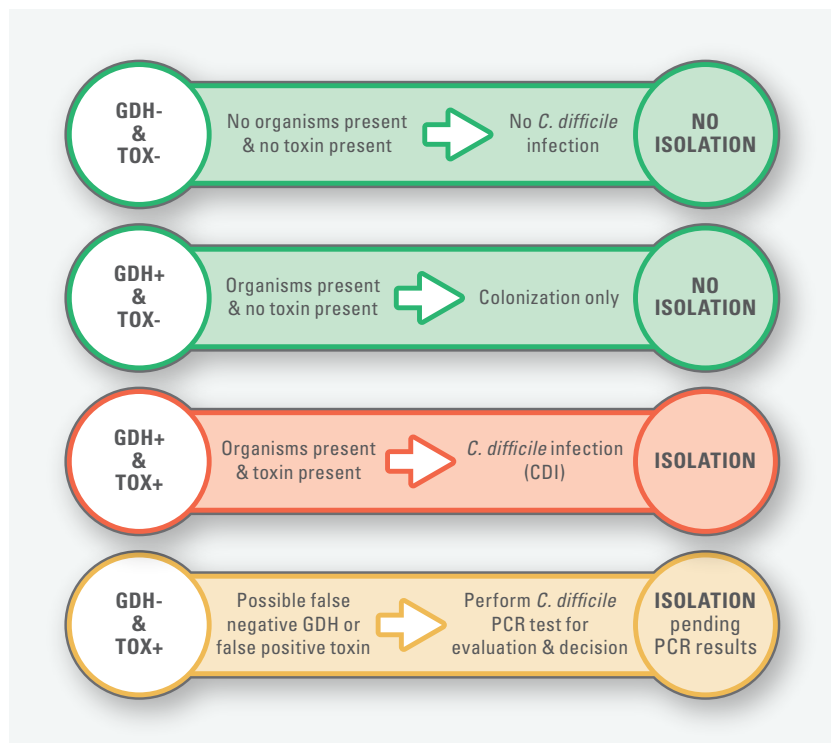 GDH-
&
TOX-
No organisms present
& no toxin present
No C. difficile
infection
NO
ISOLATION
GDH+
&
TOX-
Organisms present
& no toxin present
Colonization only
NO
ISOLATION
GDH+
&
TOX+
Organisms present
& toxin present
C. difficile infection
(CDI)
ISOLATION
GDH-
&
TOX+
Possible false
negative GDH or
false positive toxin
Perform C. difficile
PCR test for
evaluation & decision
ISOLATION
pending
PCR results